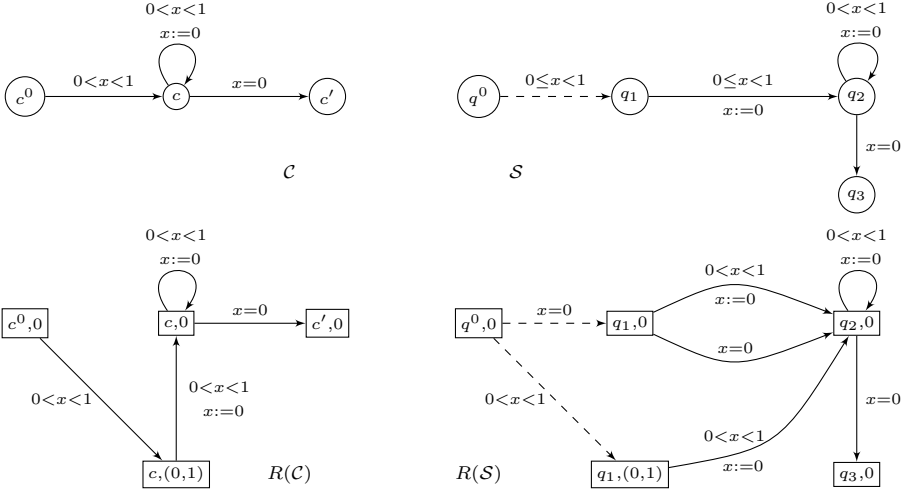 0<x<1
x:=0
c⁰
0<x<1
c
x=0
c′
𝒞
0<x<1
x:=0
q⁰
0≤x<1
q₁
0≤x<1
x:=0
q₂
x=0
q₃
𝒮
0<x<1
x:=0
c⁰,0
c,0
x=0
c′,0
0<x<1
0<x<1
x:=0
c,(0,1)
R(𝒞)
0<x<1
x:=0
0<x<1
x:=0
q⁰,0
x=0
q₁,0
x=0
q₂,0
0<x<1
x=0
0<x<1
x:=0
q₁,(0,1)
q₃,0
R(𝒮)